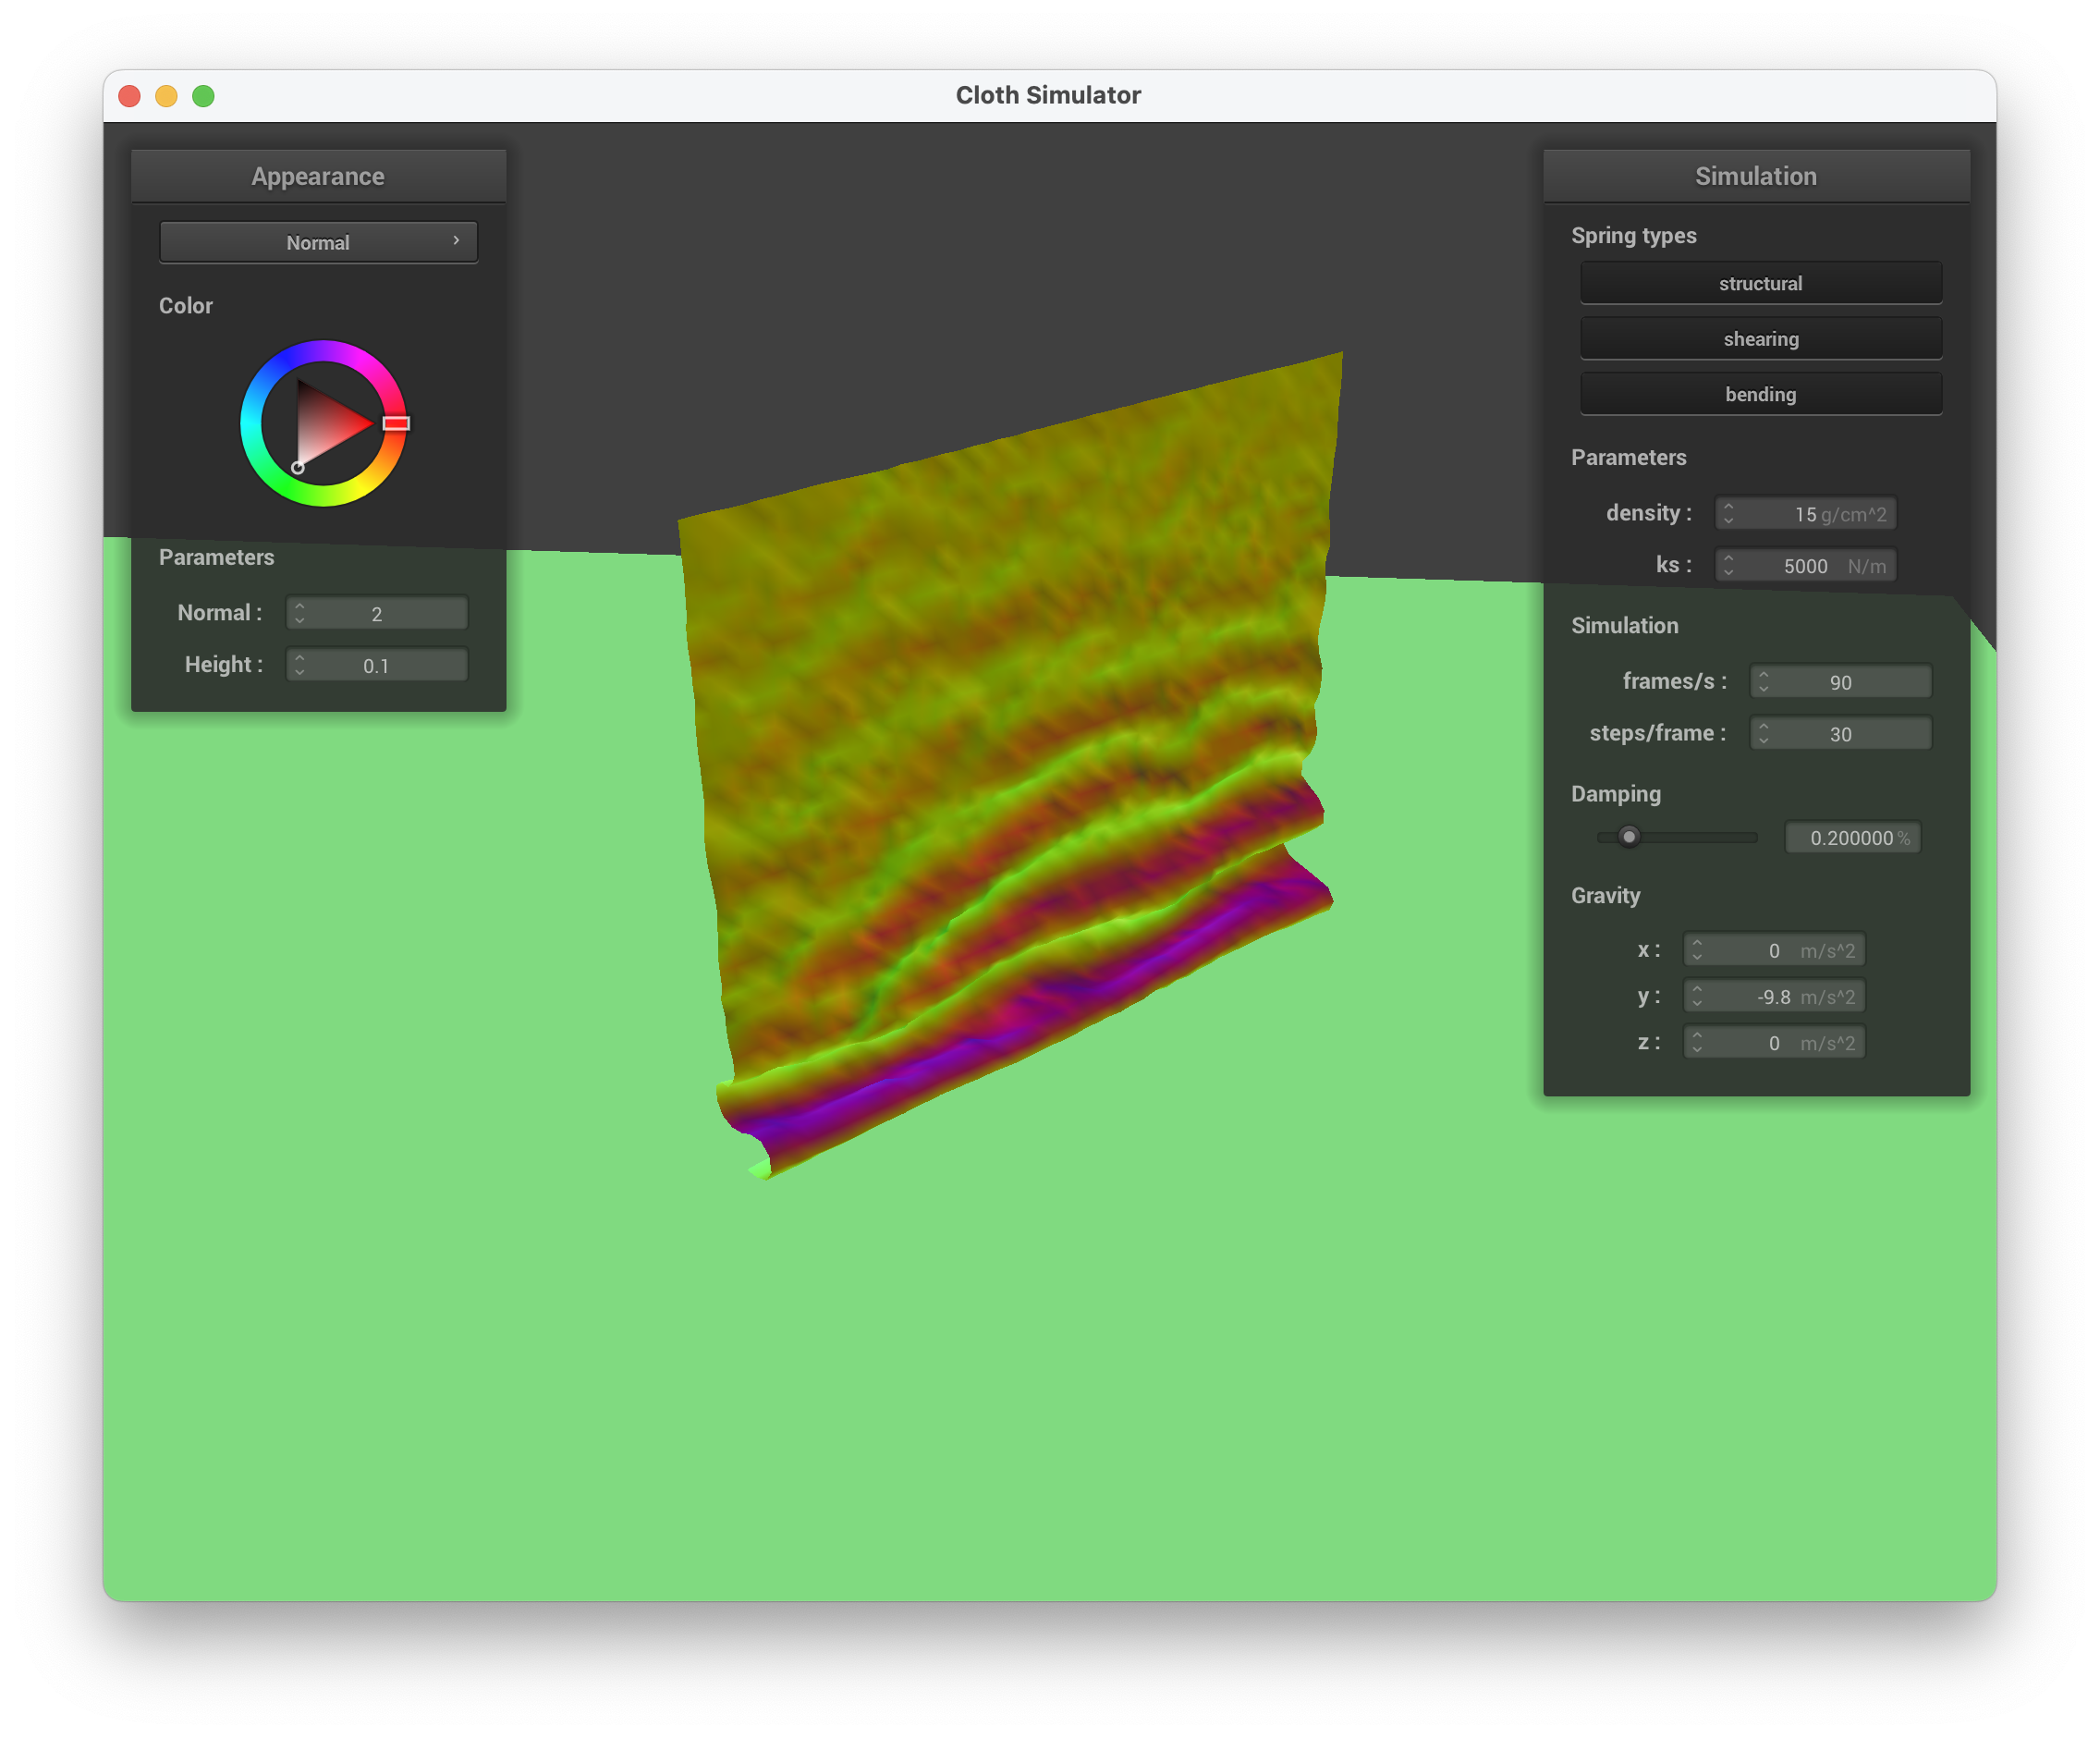 Cloth Simulator
Appearance
Normal
Color
Parameters
Normal : 2
Height : 0.1
Simulation
Spring types
structural
shearing
bending
Parameters
density : 15 g/cm^2
ks : 5000 N/m
Simulation
frames/s : 90
steps/frame : 30
Damping
0.200000 %
Gravity
x : 0 m/s^2
y : -9.8 m/s^2
z : 0 m/s^2